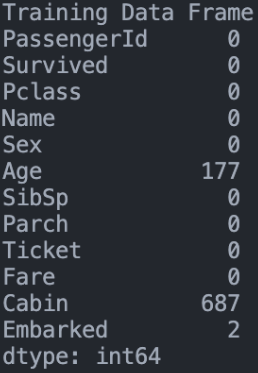 Training Data Frame
PassengerId 0
Survived 0
Pclass 0
Name 0
Sex 0
Age 177
SibSp 0
Parch 0
Ticket 0
Fare 0
Cabin 687
Embarked 2
dtype: int64